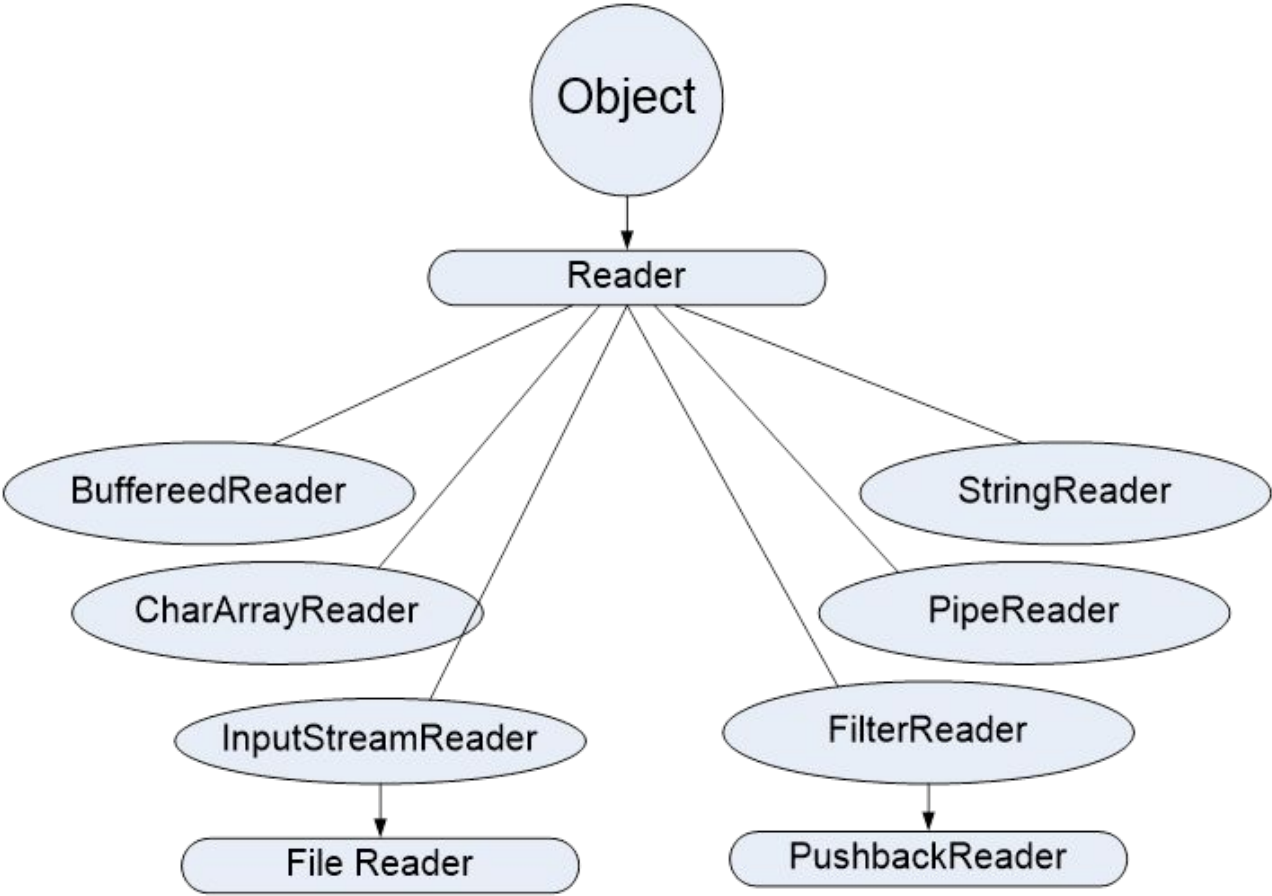 Object
Reader
BuffereedReader
StringReader
CharArrayReader
PipeReader
InputStreamReader
FilterReader
File Reader
PushbackReader